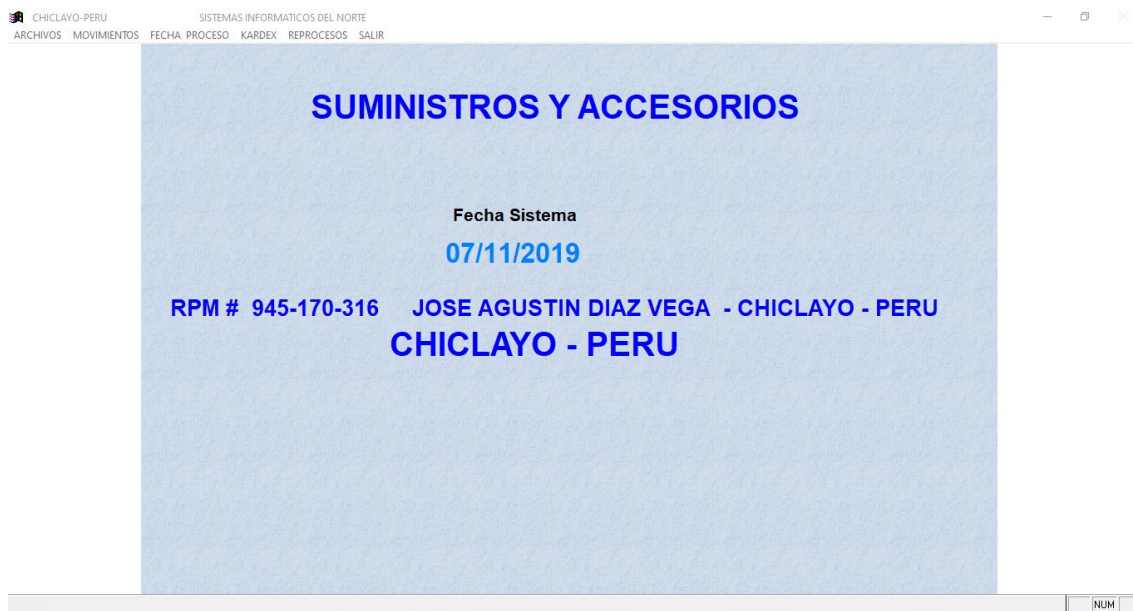 CHICLAYO-PERU SISTEMAS INFORMATICOS DEL NORTE
ARCHIVOS MOVIMIENTOS FECHA PROCESO KARDEX REPROCESOS SALIR
SUMINISTROS Y ACCESORIOS
Fecha Sistema
07/11/2019
RPM # 945-170-316 JOSE AGUSTIN DIAZ VEGA - CHICLAYO - PERU
CHICLAYO - PERU
NUM